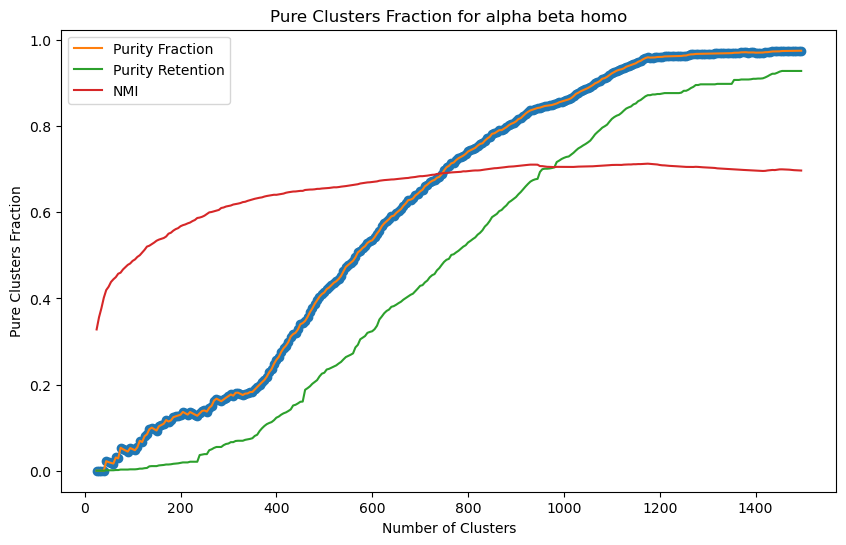 Pure Clusters Fraction for alpha beta homo
Purity Fraction
Purity Retention
NMI
Pure Clusters Fraction
1.0
0.8
0.6
0.4
0.2
0.0
0 200 400 600 800 1000 1200 1400
Number of Clusters